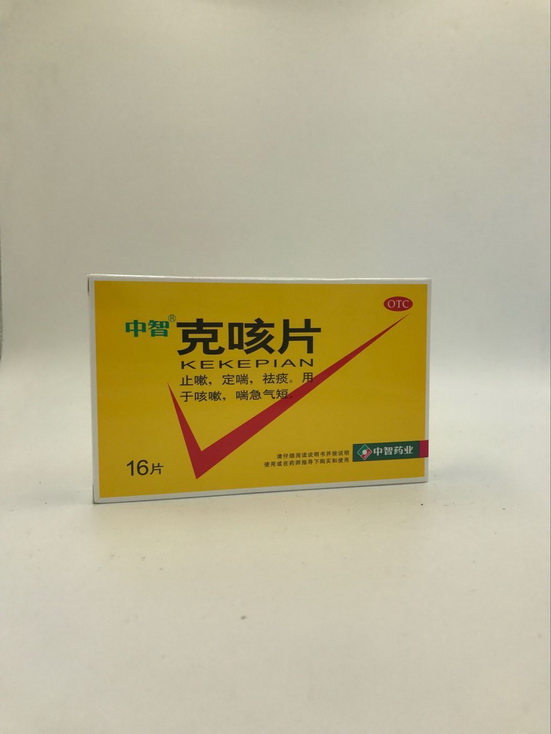 OTC
中智® 克咳片
KEKEPIAN
止嗽,定喘,祛痰。用
于咳嗽,喘急气短。
16片
请仔细阅读说明书并按说明
使用或在药师指导下购买和使用
中智药业